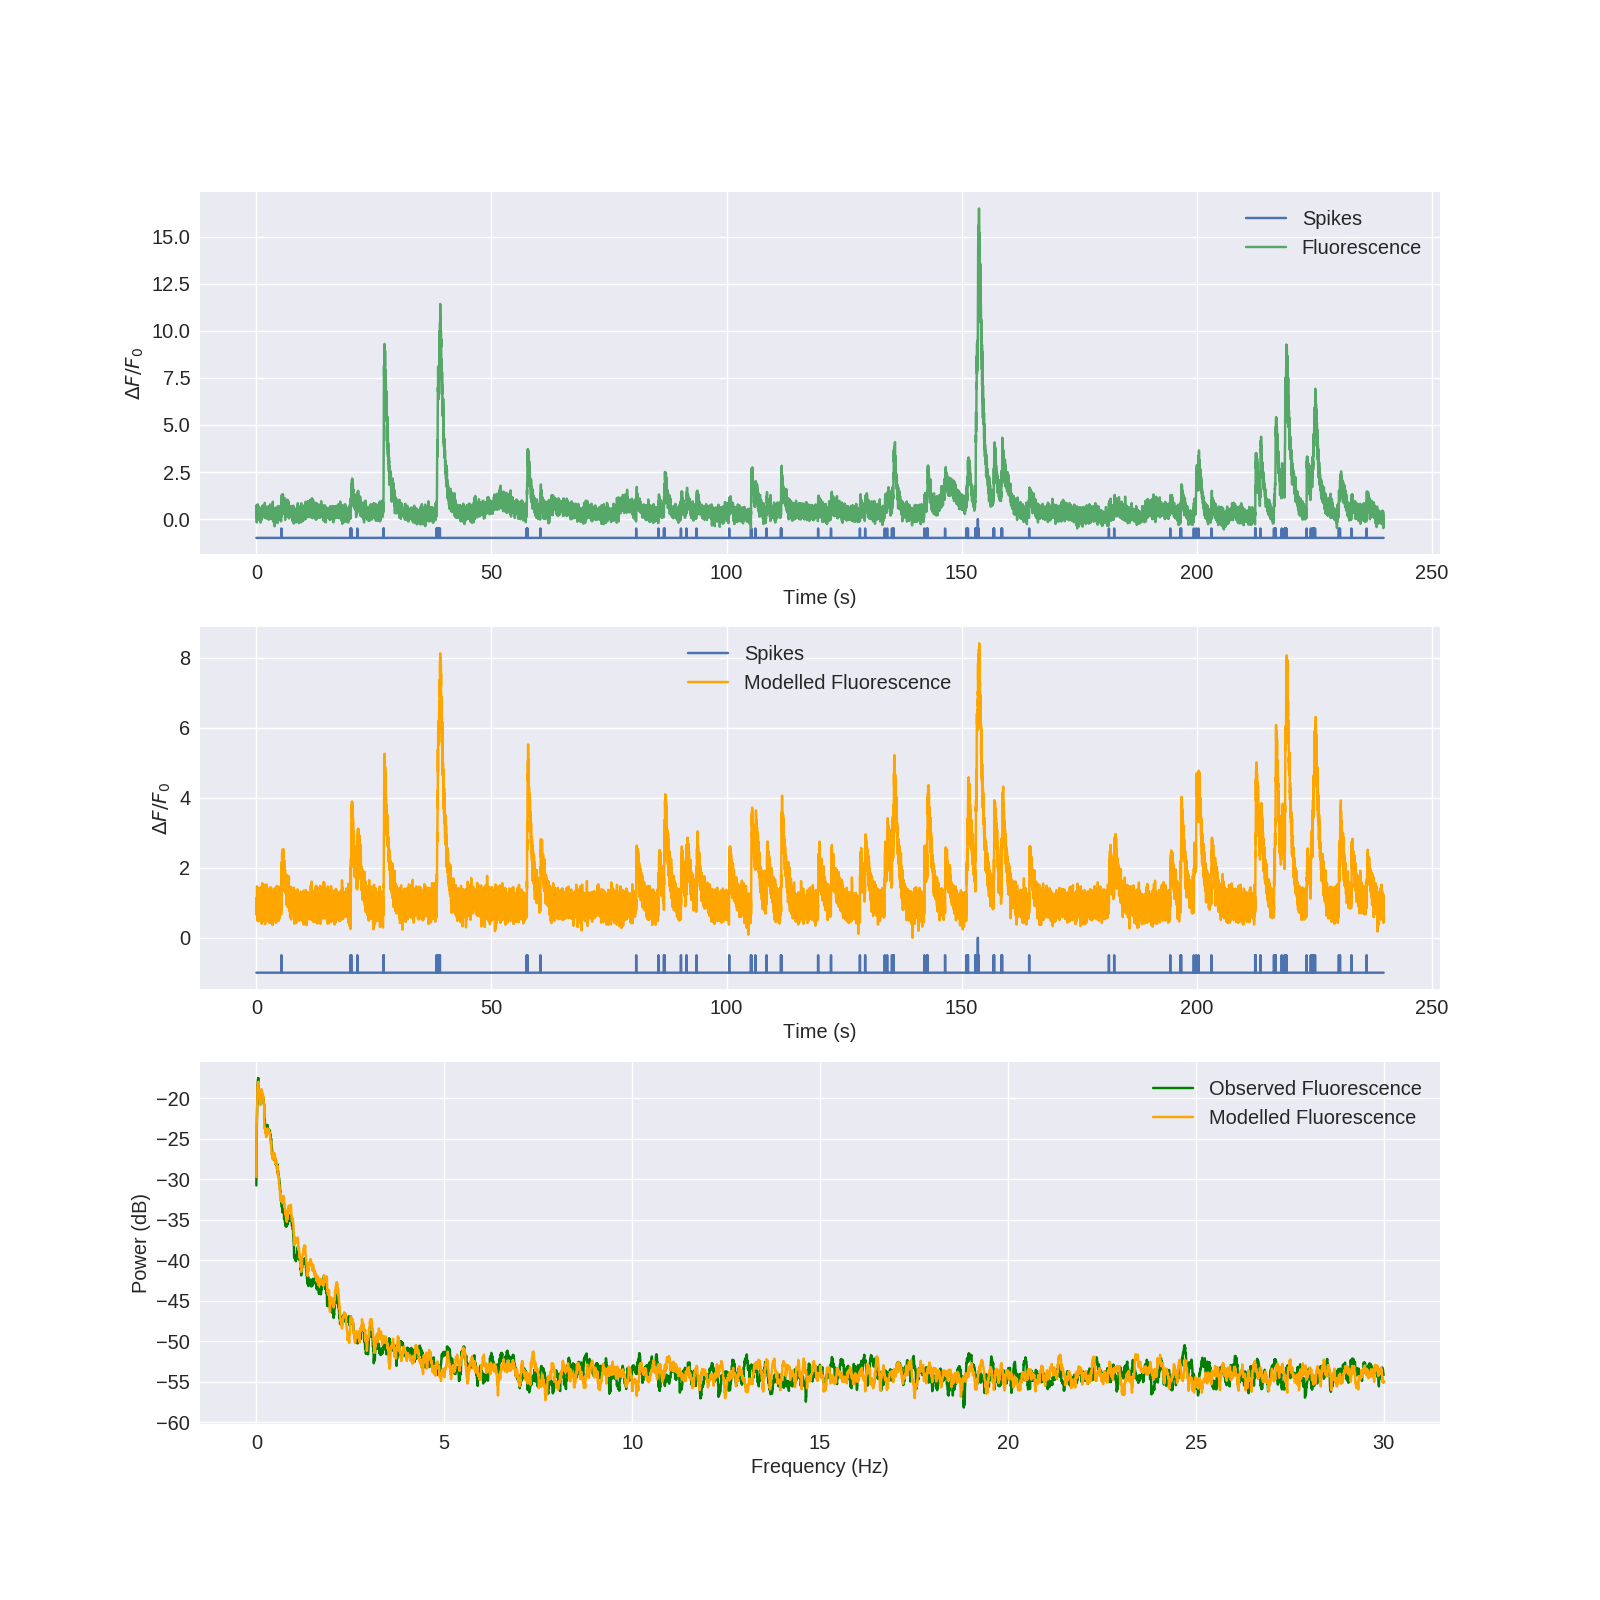 Spikes
Fluorescence
15.0
12.5
10.0
7.5
5.0
2.5
0.0
ΔF/F0
0 50 100 150 200 250
Time (s)
Spikes
Modelled Fluorescence
8
6
4
2
0
ΔF/F0
0 50 100 150 200 250
Time (s)
Observed Fluorescence
Modelled Fluorescence
−20
−25
−30
−35
−40
−45
−50
−55
−60
Power (dB)
0 5 10 15 20 25 30
Frequency (Hz)